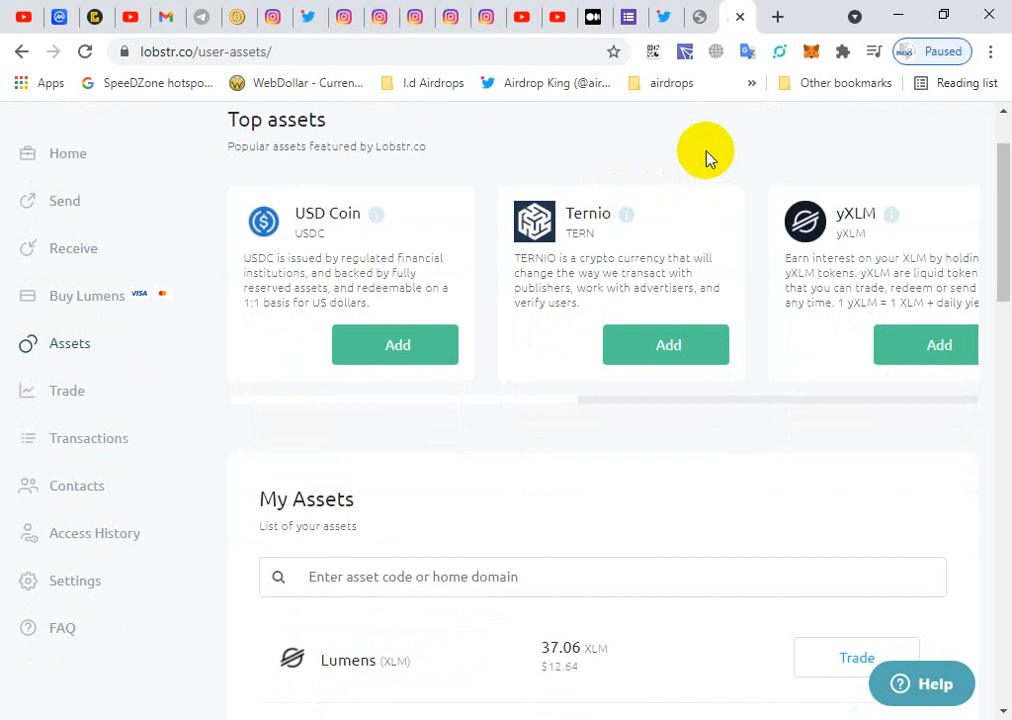 lobstr.co/user-assets/
Paused
Apps
SpeeDZone hotspo...
WebDollar - Curren...
I.d Airdrops
Airdrop King (@air...
airdrops
»
Other bookmarks
Reading list
Home
Send
Receive
Buy Lumens VISA
Assets
Trade
Transactions
Contacts
Access History
Settings
FAQ
Top assets
Popular assets featured by Lobstr.co
USD Coin
USDC
USDC is issued by regulated financial
institutions, and backed by fully
reserved assets, and redeemable on a
1:1 basis for US dollars.
Add
Ternio
TERN
TERNIO is a crypto currency that will
change the way we transact with
publishers, work with advertisers, and
verify users.
Add
yXLM
yXLM
Earn interest on your XLM by holdin
yXLM tokens. yXLM are liquid token
that you can trade, redeem or send
any time. 1 yXLM = 1 XLM + daily yie
Add
My Assets
List of your assets
Enter asset code or home domain
Lumens (XLM)
37.06 XLM
$12.64
Trade
Help